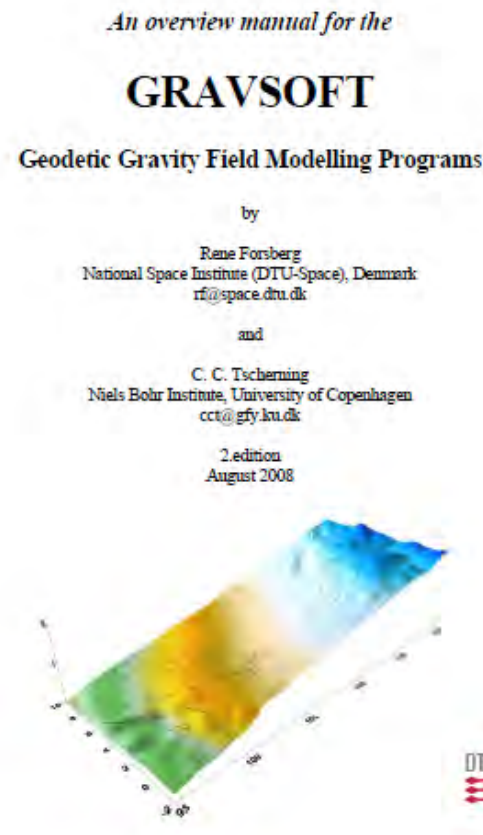 An overview manual for the
GRAVSOFT
Geodetic Gravity Field Modelling Programs
by
Rene Forsberg
National Space Institute (DTU-Space), Denmark
rf@space.dtu.dk
and
C. C. Tscherning
Niels Bohr Institute, University of Copenhagen
cct@gfy.ku.dk
2.edition
August 2008
DT